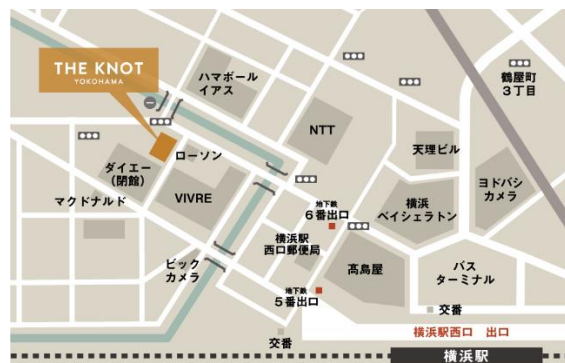 THE KNOT
YOKOHAMA
ハマボール
イアス
鶴屋町
3丁目
NTT
天理ビル
ローソン
ダイエー
(閉館)
VIVRE
マクドナルド
地下鉄
6番出口
横浜
ベイシェラトン
ヨドバシ
カメラ
横浜駅
西口郵便局
髙島屋
バス
ターミナル
ビック
カメラ
地下鉄
5番出口
交番
交番
横浜駅西口 出口
横浜駅